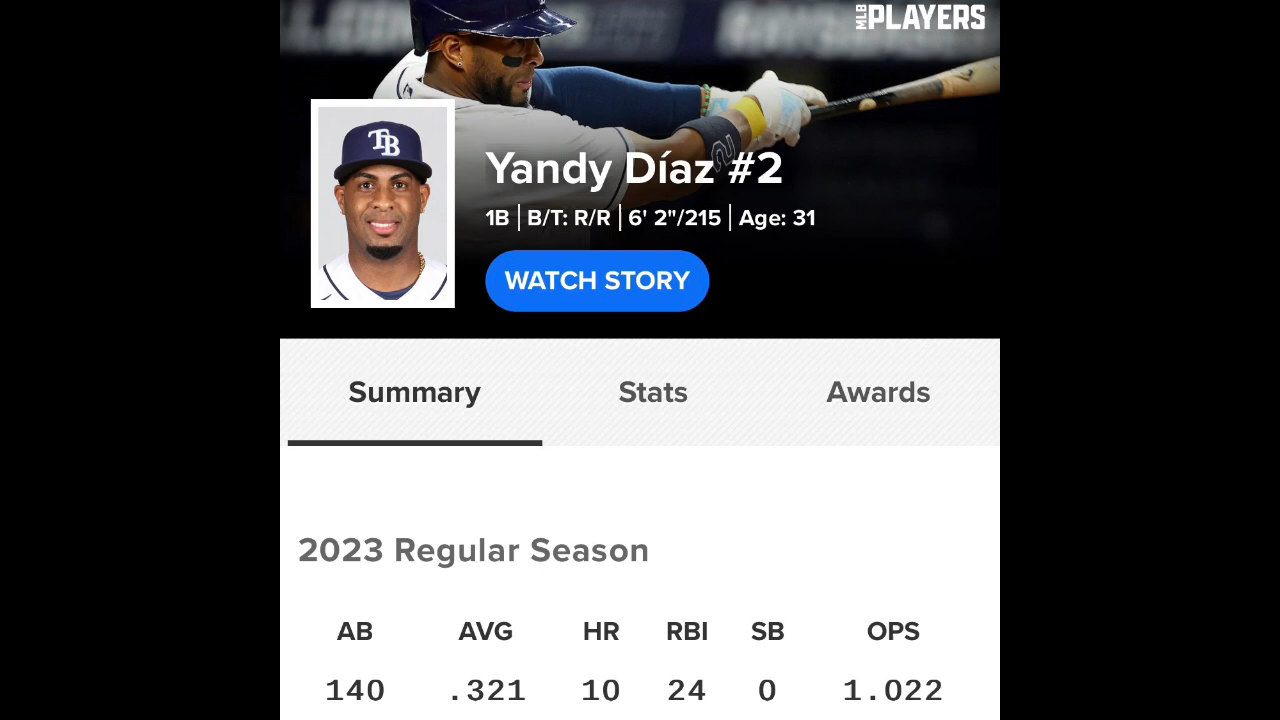 MLB PLAYERS
TB
Yandy Díaz #2
1B | B/T: R/R | 6' 2"/215 | Age: 31
WATCH STORY
Summary Stats Awards
2023 Regular Season
AB AVG HR RBI SB OPS
140 .321 10 24 0 1.022